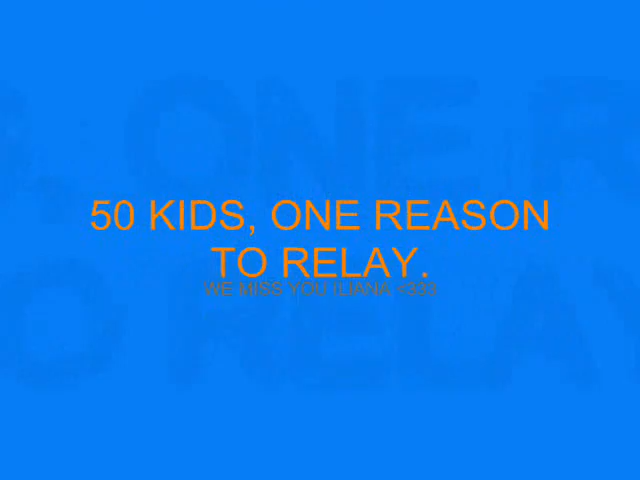 50 KIDS, ONE REASON
TO RELAY.
WE MISS YOU ILIANA <333